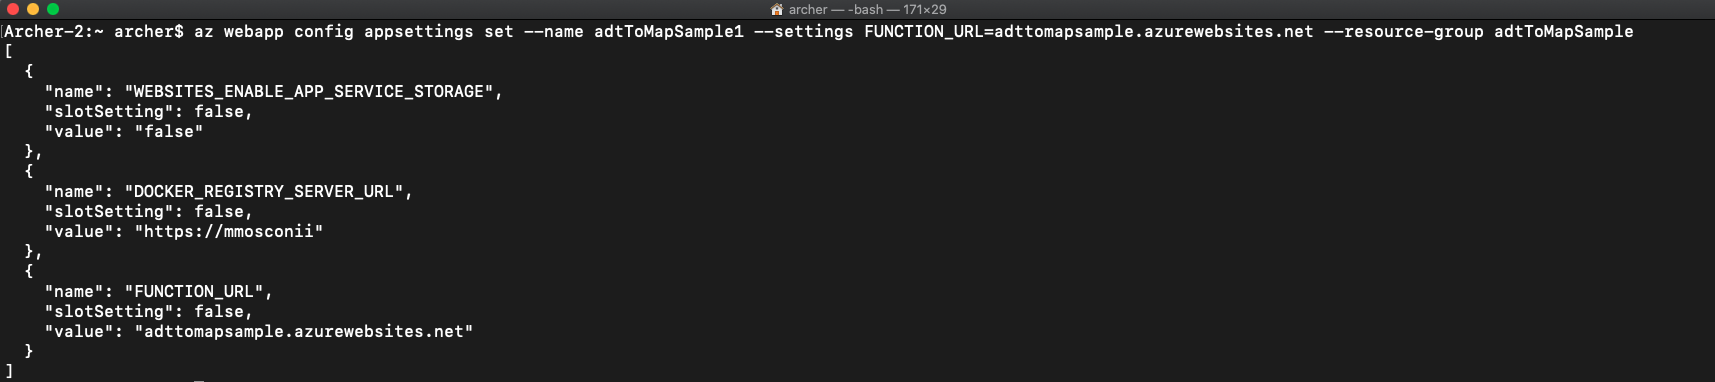 archer — -bash — 171×29
Archer-2:~ archer$ az webapp config appsettings set --name adtToMapSample1 --settings FUNCTION_URL=adttomapsample.azurewebsites.net --resource-group adtToMapSample
[
  {
    "name": "WEBSITES_ENABLE_APP_SERVICE_STORAGE",
    "slotSetting": false,
    "value": "false"
  },
  {
    "name": "DOCKER_REGISTRY_SERVER_URL",
    "slotSetting": false,
    "value": "https://mmosconii"
  },
  {
    "name": "FUNCTION_URL",
    "slotSetting": false,
    "value": "adttomapsample.azurewebsites.net"
  }
]